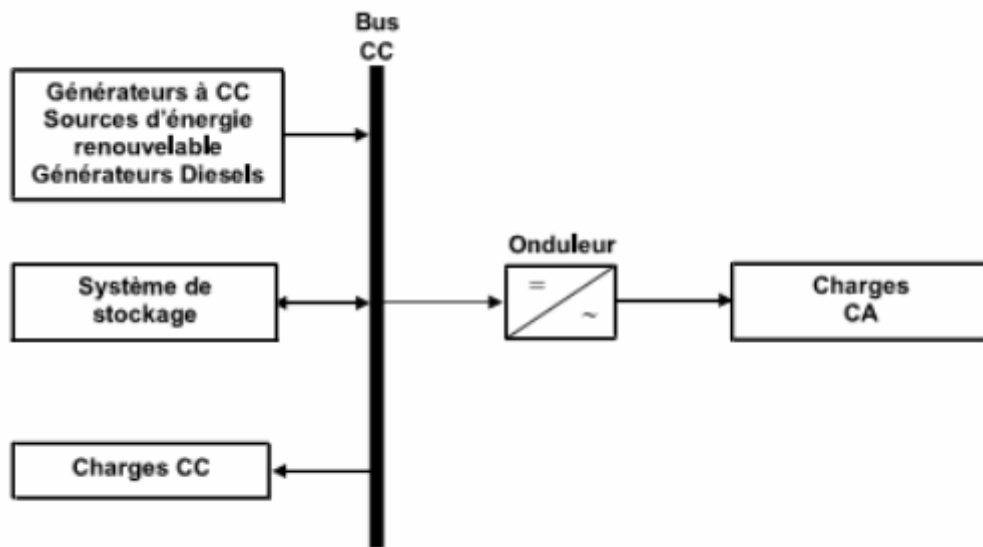 Bus
CC
Générateurs à CC
Sources d'énergie
renouvelable
Générateurs Diesels
Onduleur
=
~
Système de
stockage
Charges
CA
Charges CC